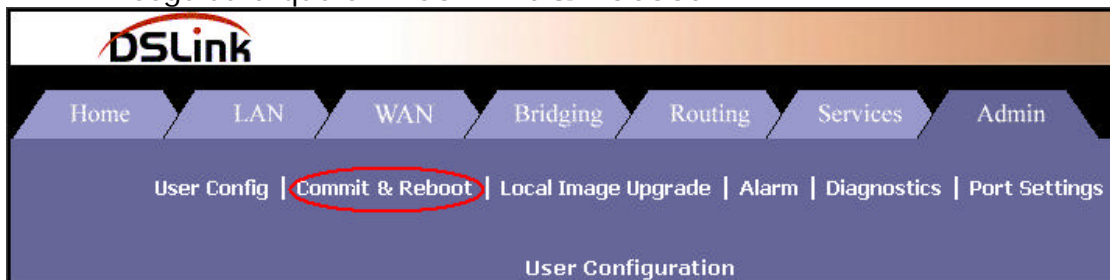 DSLink
Home LAN WAN Bridging Routing Services Admin
User Config | Commit & Reboot | Local Image Upgrade | Alarm | Diagnostics | Port Settings
User Configuration